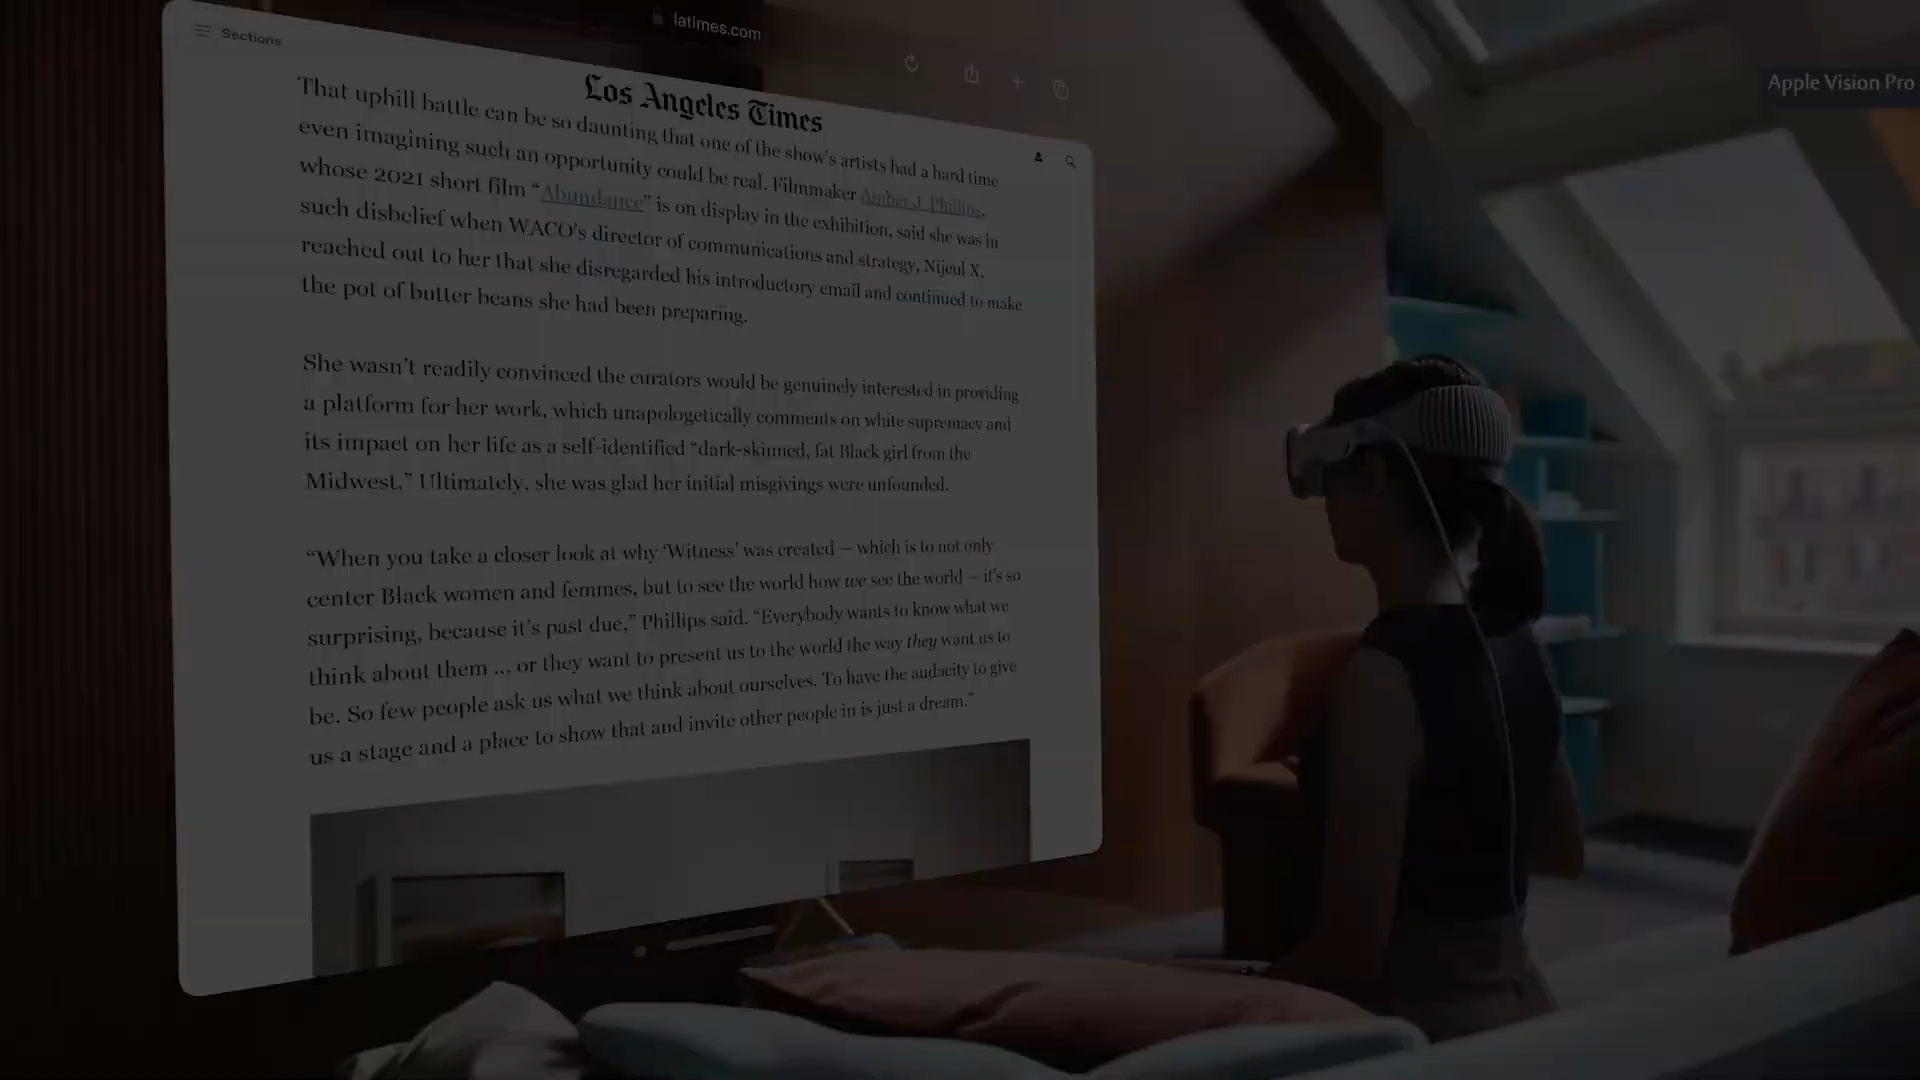 latimes.com
Sections
Los Angeles Times
Apple Vision Pro
That uphill battle can be so daunting that one of the show's artists had a hard time
even imagining such an opportunity could be real. Filmmaker Amber J. Phillips,
whose 2021 short film “Abundance” is on display in the exhibition, said she was in
such disbelief when WACO's director of communications and strategy, Nijeul X,
reached out to her that she disregarded his introductory email and continued to make
the pot of butter beans she had been preparing.
She wasn't readily convinced the curators would be genuinely interested in providing
a platform for her work, which unapologetically comments on white supremacy and
its impact on her life as a self-identified “dark-skinned, fat Black girl from the
Midwest.” Ultimately, she was glad her initial misgivings were unfounded.
“When you take a closer look at why ‘Witness’ was created — which is to not only
center Black women and femmes, but to see the world how we see the world — it's so
surprising, because it's past due,” Phillips said. “Everybody wants to know what we
think about them ... or they want to present us to the world the way they want us to
be. So few people ask us what we think about ourselves. To have the audacity to give
us a stage and a place to show that and invite other people in is just a dream.”